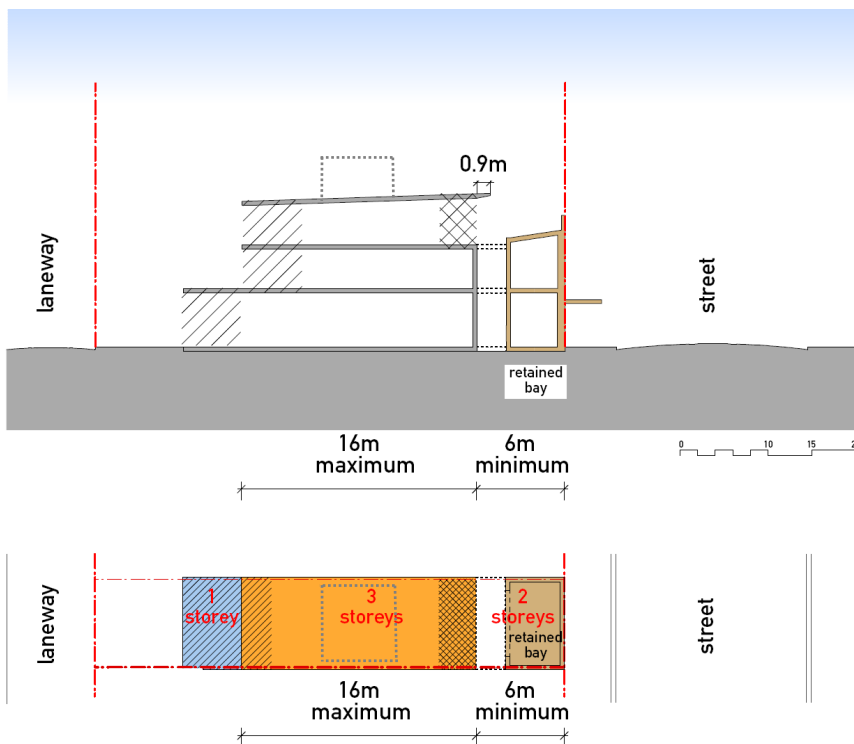 0.9m
laneway
street
retained
bay
16m
maximum
6m
minimum
0 10 15 2
1
storey
3
storeys
2
storeys
retained
bay
laneway
street
16m
maximum
6m
minimum